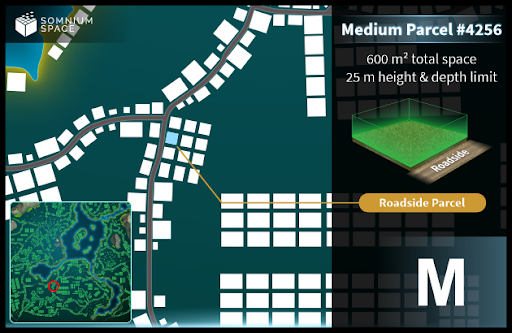 SOMNIUM
SPACE
Medium Parcel #4256
600 m² total space
25 m height & depth limit
Roadside
Roadside Parcel
M